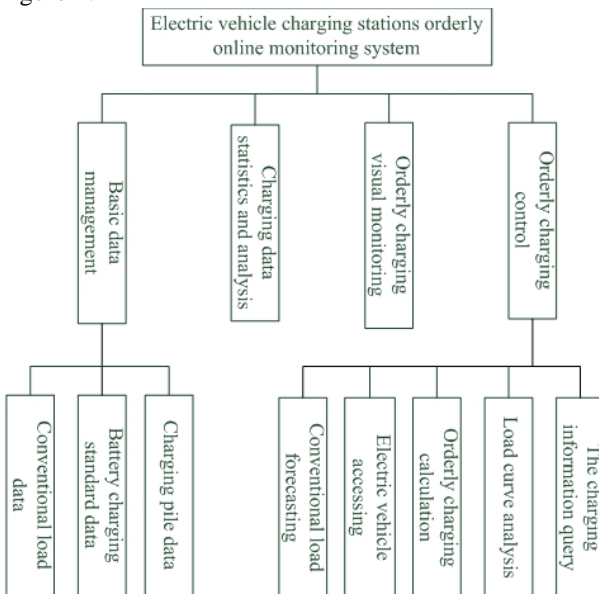 Electric vehicle charging stations orderly
online monitoring system
Basic data
management
Charging data
statistics and analysis
Orderly charging
visual monitoring
Orderly charging
control
Conventional load
data
Battery charging
standard data
Charging pile data
Conventional load
forecasting
Electric vehicle
accessing
Orderly charging
calculation
Load curve analysis
The charging
information query